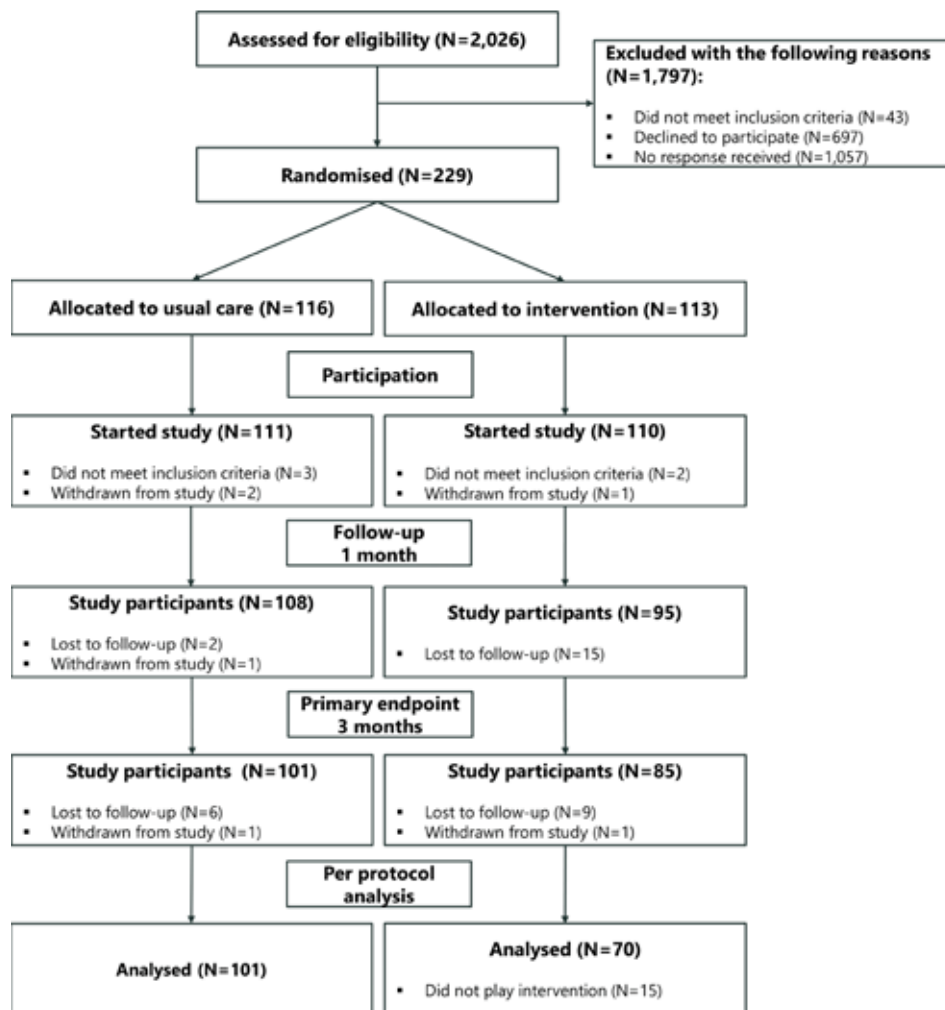 Assessed for eligibility (N=2,026)
Excluded with the following reasons
(N=1,797):
▪ Did not meet inclusion criteria (N=43)
▪ Declined to participate (N=697)
▪ No response received (N=1,057)
Randomised (N=229)
Allocated to usual care (N=116)
Allocated to intervention (N=113)
Participation
Started study (N=111)
▪ Did not meet inclusion criteria (N=3)
▪ Withdrawn from study (N=2)
Started study (N=110)
▪ Did not meet inclusion criteria (N=2)
▪ Withdrawn from study (N=1)
Follow-up
1 month
Study participants (N=108)
▪ Lost to follow-up (N=2)
▪ Withdrawn from study (N=1)
Study participants (N=95)
▪ Lost to follow-up (N=15)
Primary endpoint
3 months
Study participants (N=101)
▪ Lost to follow-up (N=6)
▪ Withdrawn from study (N=1)
Study participants (N=85)
▪ Lost to follow-up (N=9)
▪ Withdrawn from study (N=1)
Per protocol
analysis
Analysed (N=101)
Analysed (N=70)
▪ Did not play intervention (N=15)